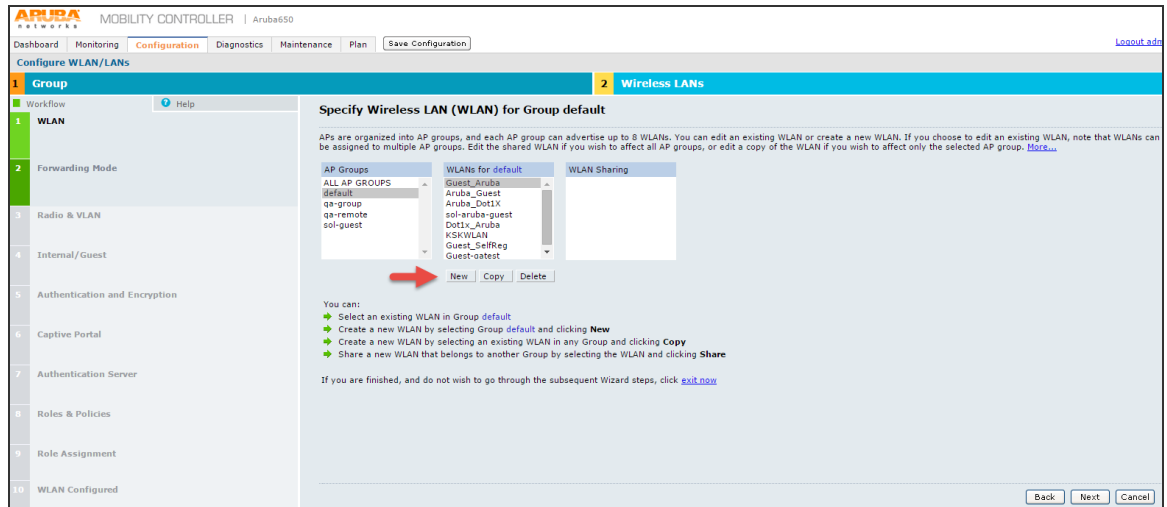 ARUBA networks MOBILITY CONTROLLER | Aruba650
Dashboard Monitoring Configuration Diagnostics Maintenance Plan Save Configuration Logout adm
Configure WLAN/LANs
1 Group 2 Wireless LANs
Workflow ? Help
1 WLAN
2 Forwarding Mode
3 Radio & VLAN
4 Internal/Guest
5 Authentication and Encryption
6 Captive Portal
7 Authentication Server
8 Roles & Policies
9 Role Assignment
10 WLAN Configured
Specify Wireless LAN (WLAN) for Group default
APs are organized into AP groups, and each AP group can advertise up to 8 WLANs. You can edit an existing WLAN or create a new WLAN. If you choose to edit an existing WLAN, note that WLANs can
be assigned to multiple AP groups. Edit the shared WLAN if you wish to affect all AP groups, or edit a copy of the WLAN if you wish to affect only the selected AP group. More...
AP Groups
ALL AP GROUPS
default
qa-group
qa-remote
sol-guest
WLANs for default
Guest_Aruba
Aruba_Guest
Aruba_Dot1X
sol-aruba-guest
Dot1x_Aruba
KSKWLAN
Guest_SelfReg
Guest-qatest
WLAN Sharing
New Copy Delete
You can:
Select an existing WLAN in Group default
Create a new WLAN by selecting Group default and clicking New
Create a new WLAN by selecting an existing WLAN in any Group and clicking Copy
Share a new WLAN that belongs to another Group by selecting the WLAN and clicking Share
If you are finished, and do not wish to go through the subsequent Wizard steps, click exit now
Back Next Cancel